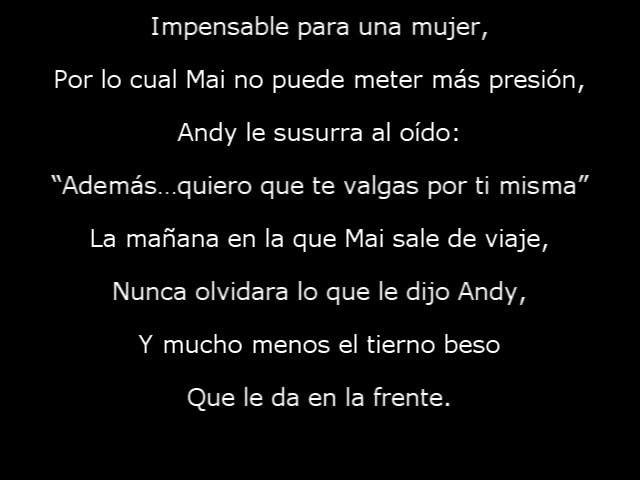 Impensable para una mujer,
Por lo cual Mai no puede meter más presión,
Andy le susurra al oído:
“Además...quiero que te valgas por ti misma”
La mañana en la que Mai sale de viaje,
Nunca olvidara lo que le dijo Andy,
Y mucho menos el tierno beso
Que le da en la frente.